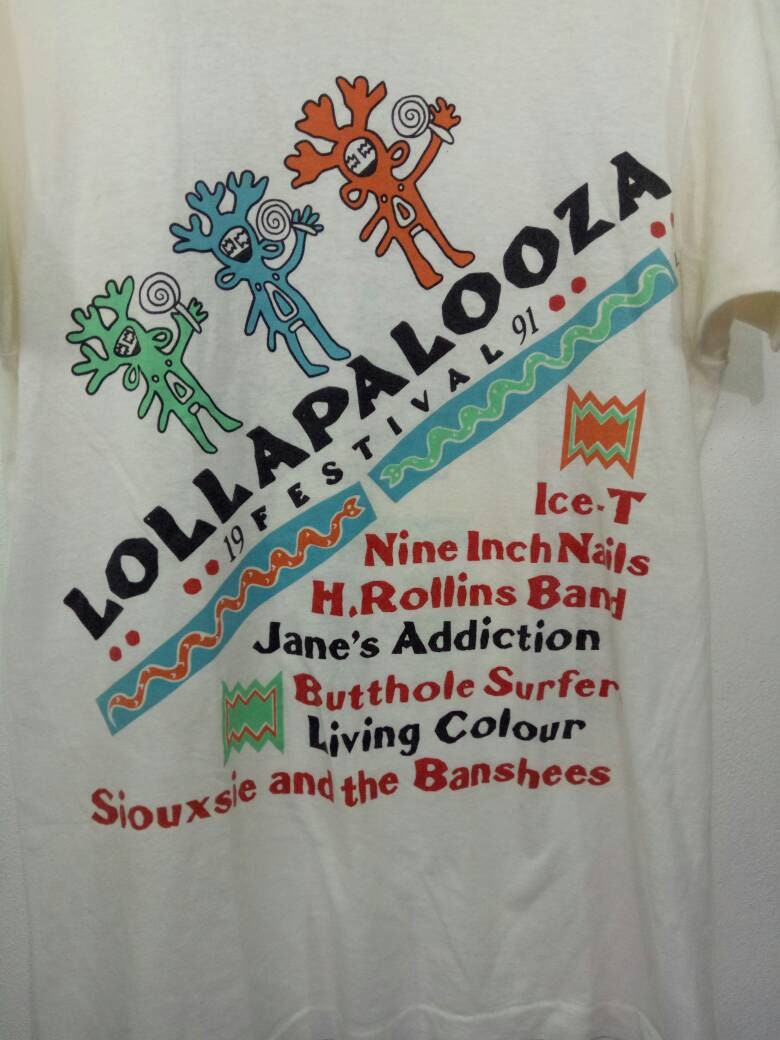 LOLLAPALOOZA
19 FESTIVAL 91
Ice-T
Nine Inch Nails
H. Rollins Band
Jane's Addiction
Butthole Surfer
Living Colour
Siouxsie and the Banshees